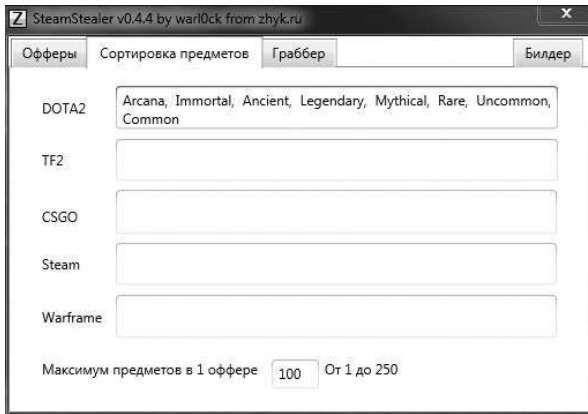 Z SteamStealer v0.4.4 by warl0ck from zhyk.ru x
Офферы Сортировка предметов Граббер Билдер
DOTA2 Arcana, Immortal, Ancient, Legendary, Mythical, Rare, Uncommon,
Common
TF2
CSGO
Steam
Warframe
Максимум предметов в 1 оффере 100 От 1 до 250